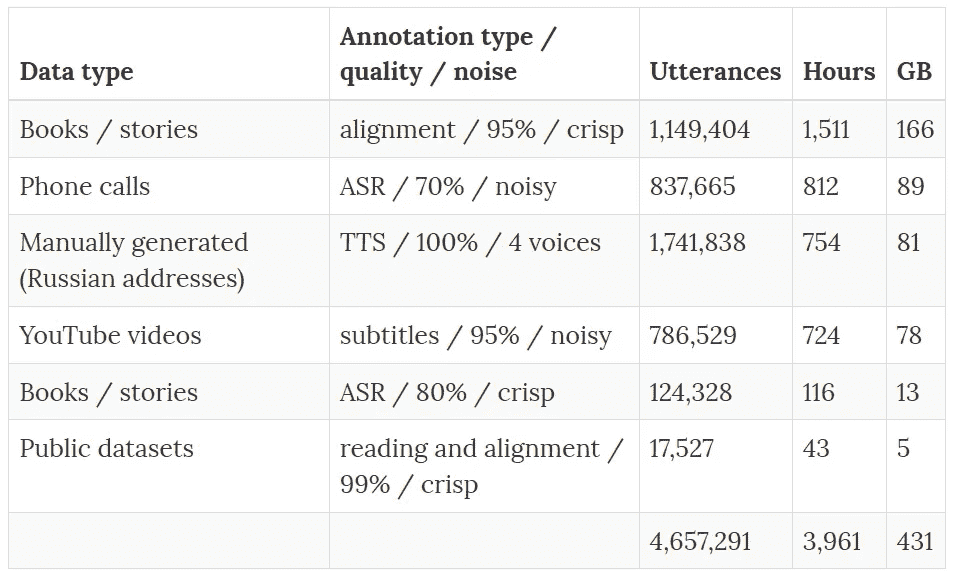 Data type | Annotation type / quality / noise | Utterances | Hours | GB
Books / stories | alignment / 95% / crisp | 1,149,404 | 1,511 | 166
Phone calls | ASR / 70% / noisy | 837,665 | 812 | 89
Manually generated (Russian addresses) | TTS / 100% / 4 voices | 1,741,838 | 754 | 81
YouTube videos | subtitles / 95% / noisy | 786,529 | 724 | 78
Books / stories | ASR / 80% / crisp | 124,328 | 116 | 13
Public datasets | reading and alignment / 99% / crisp | 17,527 | 43 | 5
4,657,291 | 3,961 | 431